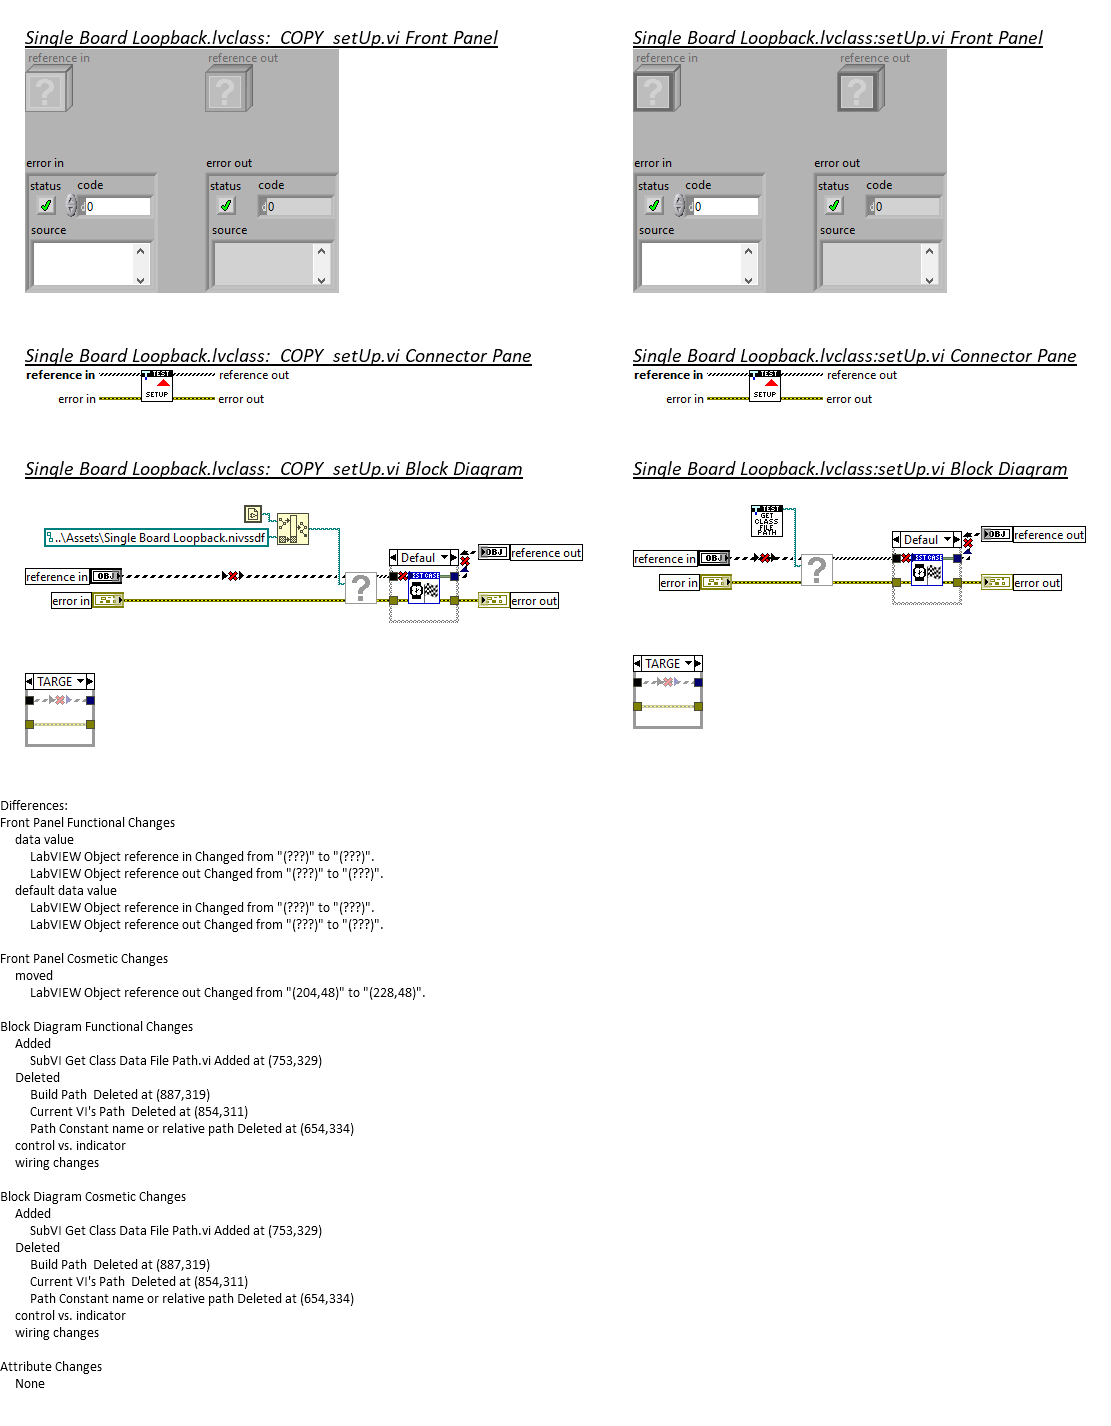 Single Board Loopback.lvclass:_COPY_setUp.vi Front Panel
reference in
reference out
error in
error out
status
code
status
code
0
0
source
source
Single Board Loopback.lvclass:setUp.vi Front Panel
reference in
reference out
error in
error out
status
code
status
code
0
0
source
source
Single Board Loopback.lvclass:_COPY_setUp.vi Connector Pane
reference in
TEST
reference out
SETUP
error in
error out
Single Board Loopback.lvclass:setUp.vi Connector Pane
reference in
TEST
reference out
SETUP
error in
error out
Single Board Loopback.lvclass:_COPY_setUp.vi Block Diagram
..\Assets\Single Board Loopback.nivssdf
Defaul
OBJ
reference out
reference in
OBJ
EST CASE
error in
error out
TARGE
Single Board Loopback.lvclass:setUp.vi Block Diagram
TEST
GET
CLASS
FILE
PATH
Defaul
OBJ
reference out
reference in
OBJ
EST CASE
error in
error out
TARGE
Differences:
Front Panel Functional Changes
data value
LabVIEW Object reference in Changed from "(???)" to "(???)".
LabVIEW Object reference out Changed from "(???)" to "(???)".
default data value
LabVIEW Object reference in Changed from "(???)" to "(???)".
LabVIEW Object reference out Changed from "(???)" to "(???)".
Front Panel Cosmetic Changes
moved
LabVIEW Object reference out Changed from "(204,48)" to "(228,48)".
Block Diagram Functional Changes
Added
SubVI Get Class Data File Path.vi Added at (753,329)
Deleted
Build Path  Deleted at (887,319)
Current VI's Path  Deleted at (854,311)
Path Constant name or relative path Deleted at (654,334)
control vs. indicator
wiring changes
Block Diagram Cosmetic Changes
Added
SubVI Get Class Data File Path.vi Added at (753,329)
Deleted
Build Path  Deleted at (887,319)
Current VI's Path  Deleted at (854,311)
Path Constant name or relative path Deleted at (654,334)
control vs. indicator
wiring changes
Attribute Changes
None